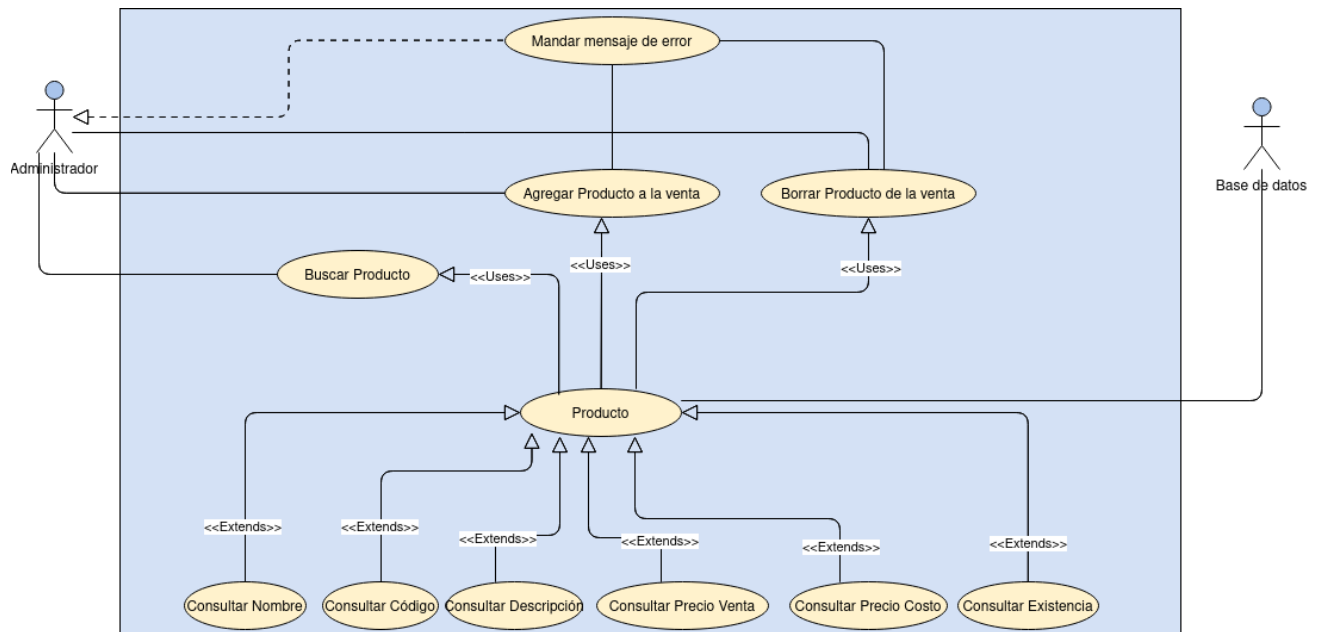 Mandar mensaje de error
Administrador
Base de datos
Agregar Producto a la venta
Borrar Producto de la venta
Buscar Producto
<<Uses>>
<<Uses>>
<<Uses>>
Producto
<<Extends>>
<<Extends>>
<<Extends>>
<<Extends>>
<<Extends>>
<<Extends>>
Consultar Nombre
Consultar Código
Consultar Descripción
Consultar Precio Venta
Consultar Precio Costo
Consultar Existencia